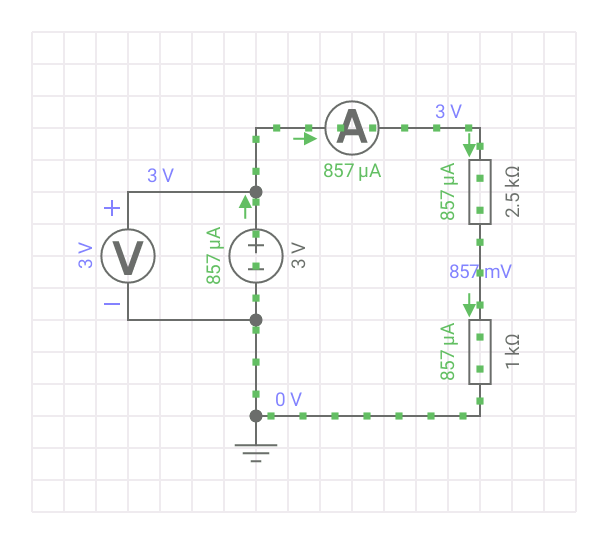 3 V
A
857 µA
3 V
+
V
3 V
−
857 µA
+
−
3 V
857 µA
2.5 kΩ
857 mV
857 µA
1 kΩ
0 V